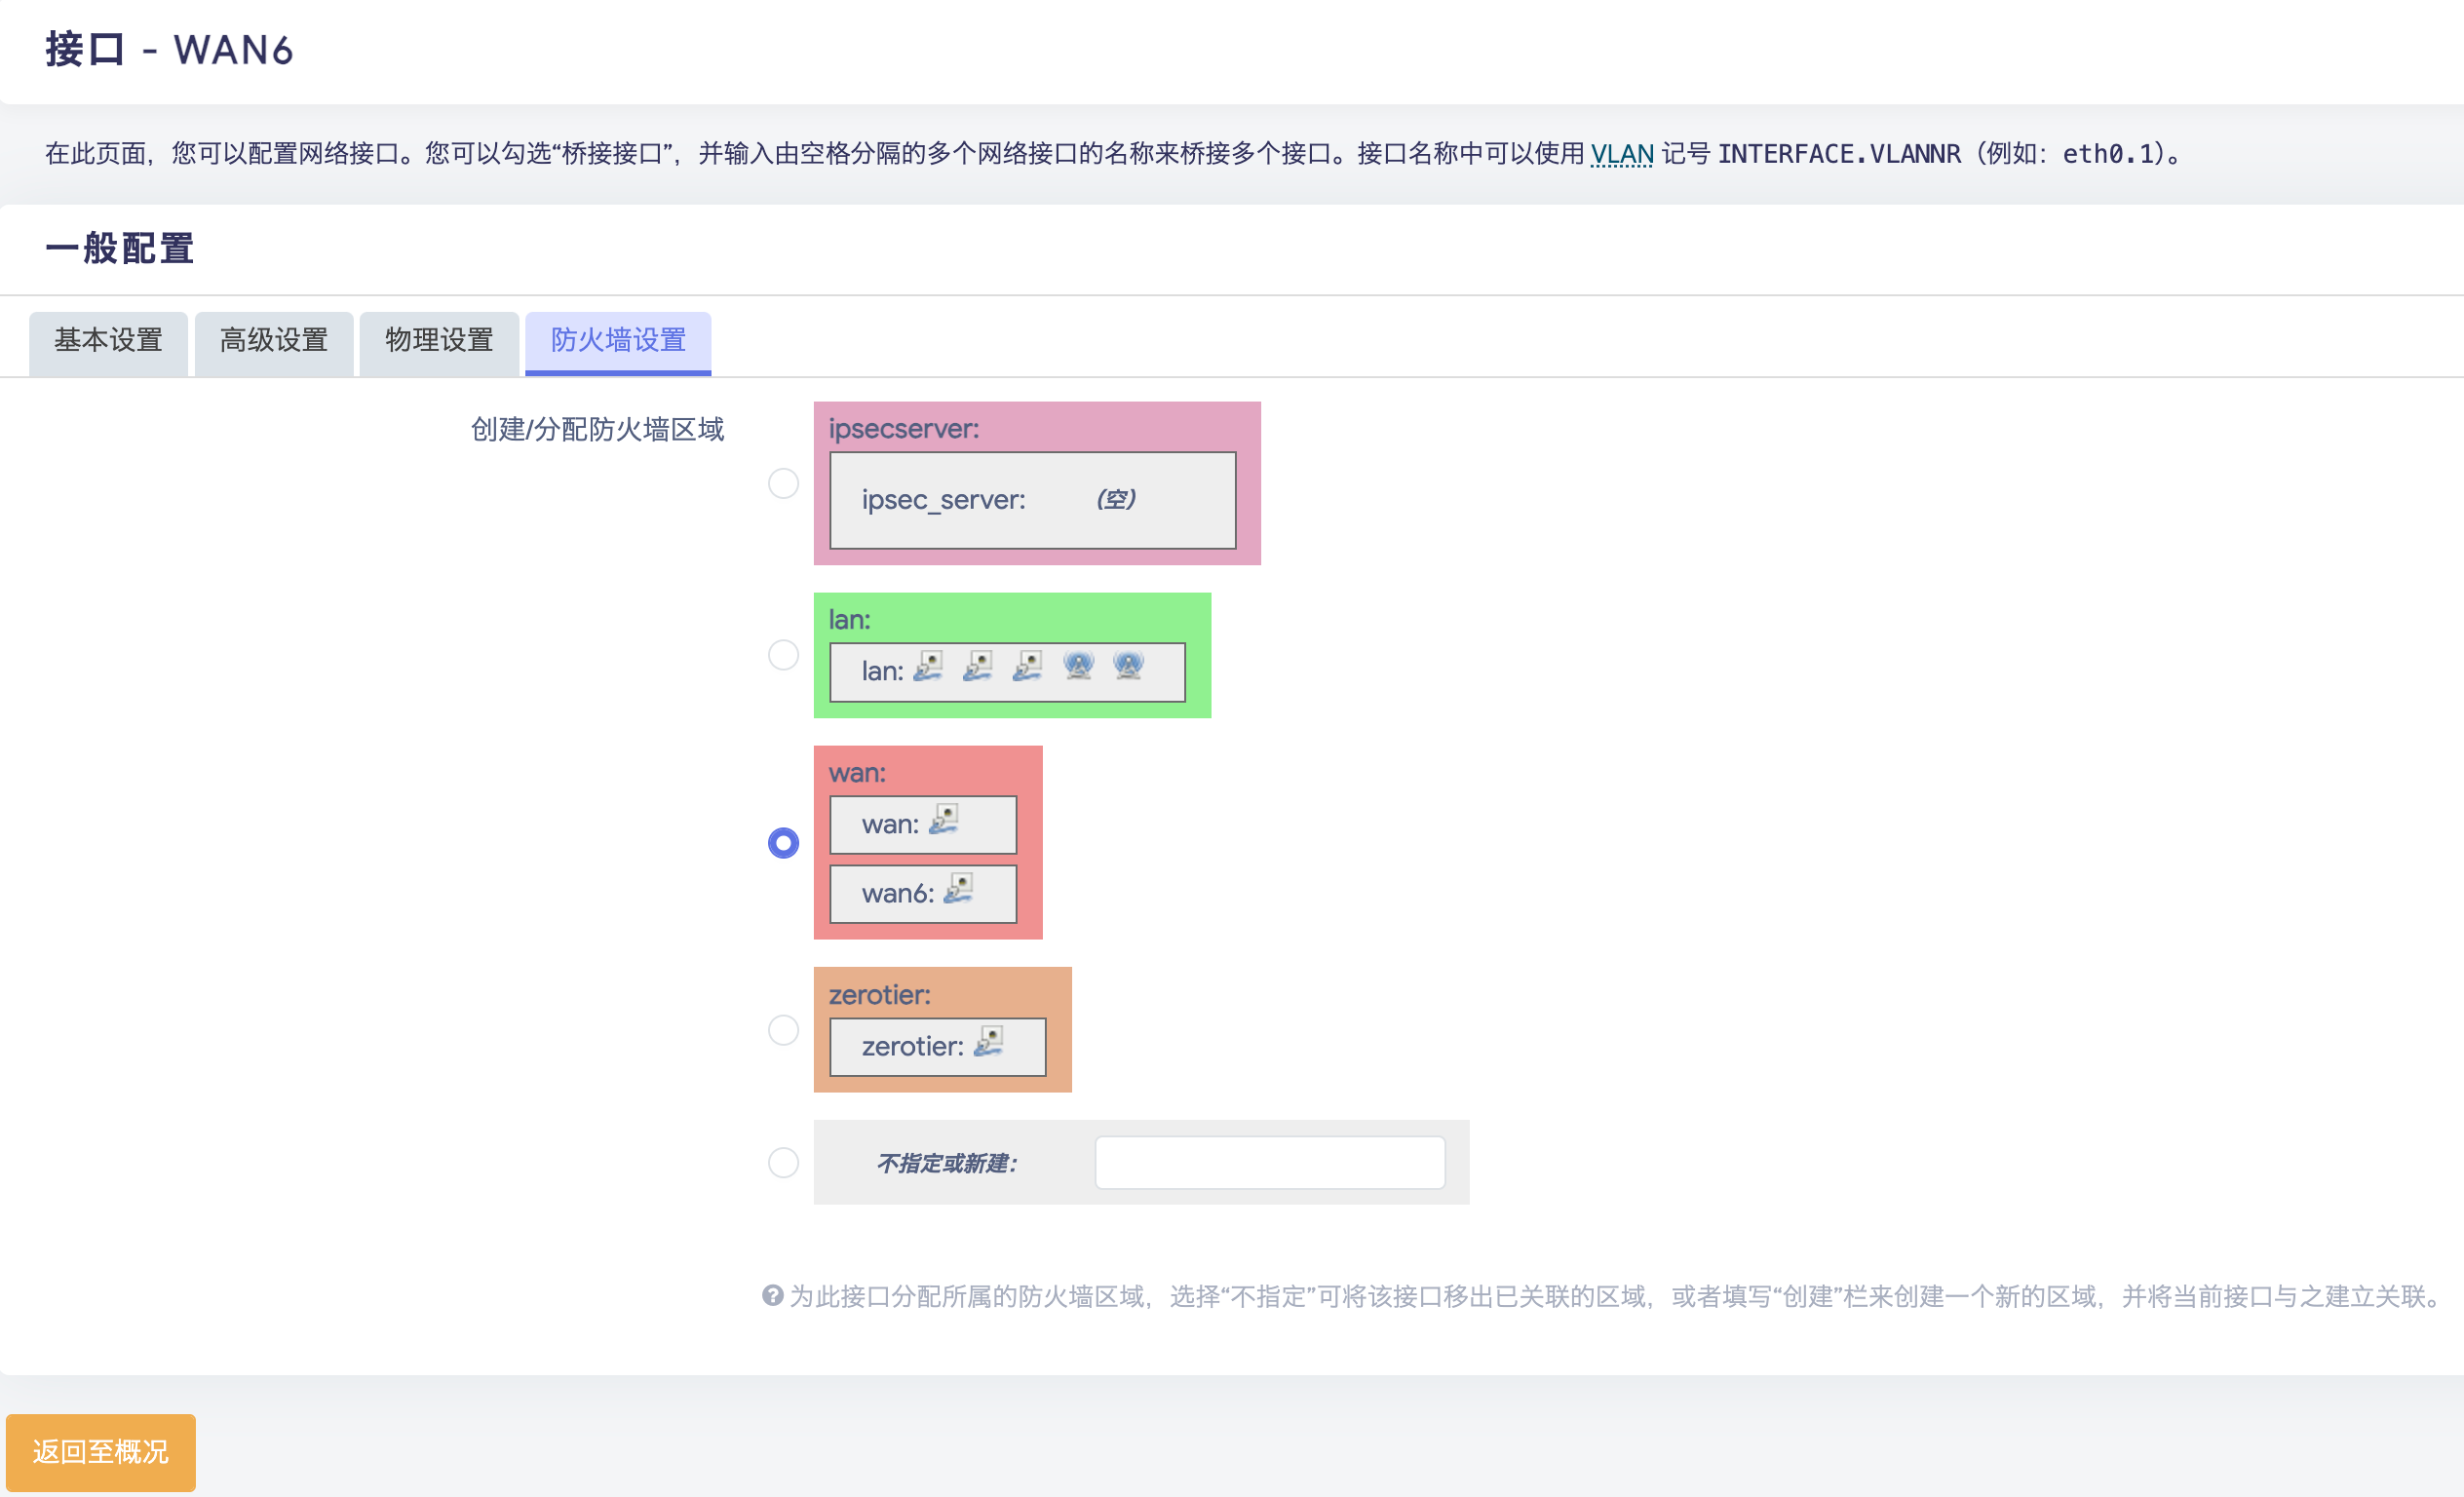 接口 - WAN6
在此页面，您可以配置网络接口。您可以勾选“桥接接口”，并输入由空格分隔的多个网络接口的名称来桥接多个接口。接口名称中可以使用 VLAN 记号 INTERFACE.VLANNR（例如：eth0.1）。
一般配置
基本设置 高级设置 物理设置 防火墙设置
创建/分配防火墙区域
ipsecserver:
ipsec_server: (空)
lan:
lan:
wan:
wan:
wan6:
zerotier:
zerotier:
不指定或新建：
为此接口分配所属的防火墙区域，选择“不指定”可将该接口移出已关联的区域，或者填写“创建”栏来创建一个新的区域，并将当前接口与之建立关联。
返回至概况